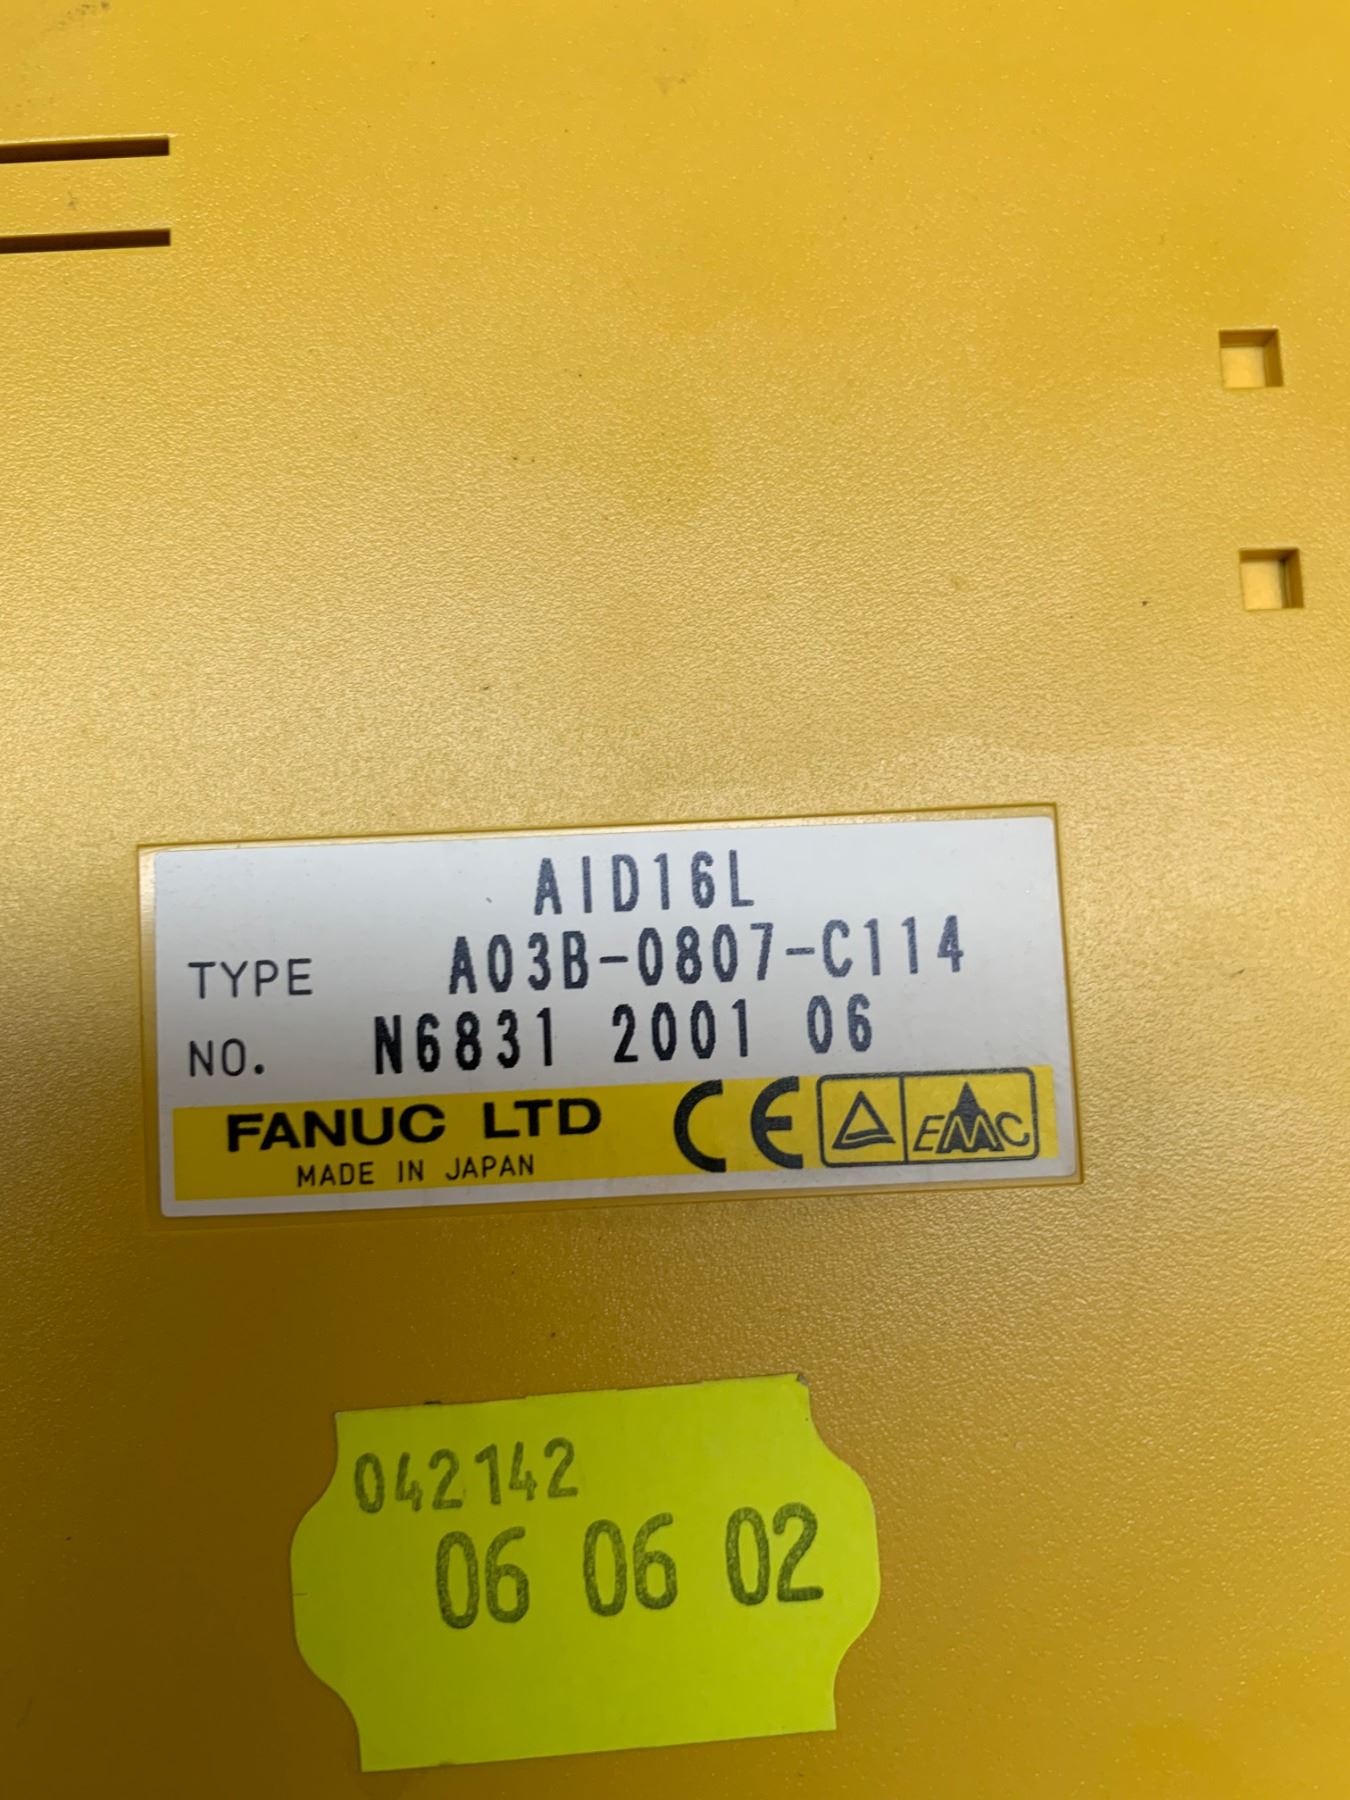 AID16L
TYPE A03B-0807-C114
NO. N6831 2001 06
FANUC LTD CE EMC
MADE IN JAPAN
042142
06 06 02